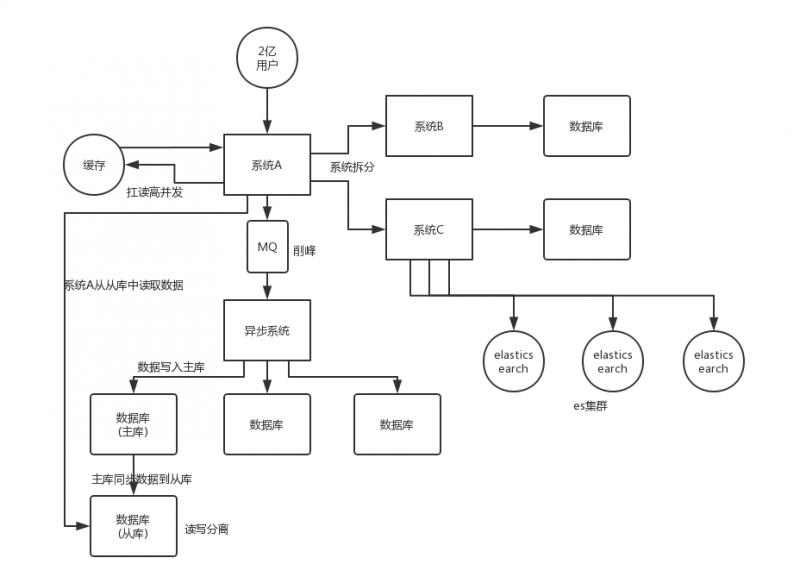 2亿
用户
系统B
数据库
缓存
系统A
系统拆分
扛读高并发
系统C
数据库
MQ
削峰
系统A从从库中读取数据
异步系统
elastics
earch
elastics
earch
elastics
earch
数据写入主库
es集群
数据库
(主库)
数据库
数据库
主库同步数据到从库
数据库
(从库)
读写分离